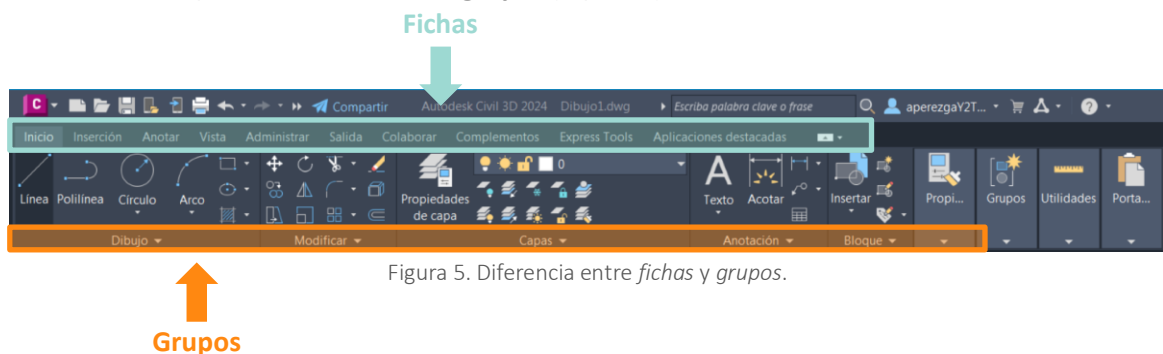 Fichas
C Compartir Autodesk Civil 3D 2024 Dibujo1.dwg Escriba palabra clave o frase aperezgaY2T... ?
Inicio Inserción Anotar Vista Administrar Salida Colaborar Complementos Express Tools Aplicaciones destacadas
0
Línea Polilínea Círculo Arco Propiedades de capa A Texto Acotar Insertar Propi... Grupos Utilidades Porta...
Dibujo Modificar Capas Anotación Bloque
Figura 5. Diferencia entre fichas y grupos.
Grupos